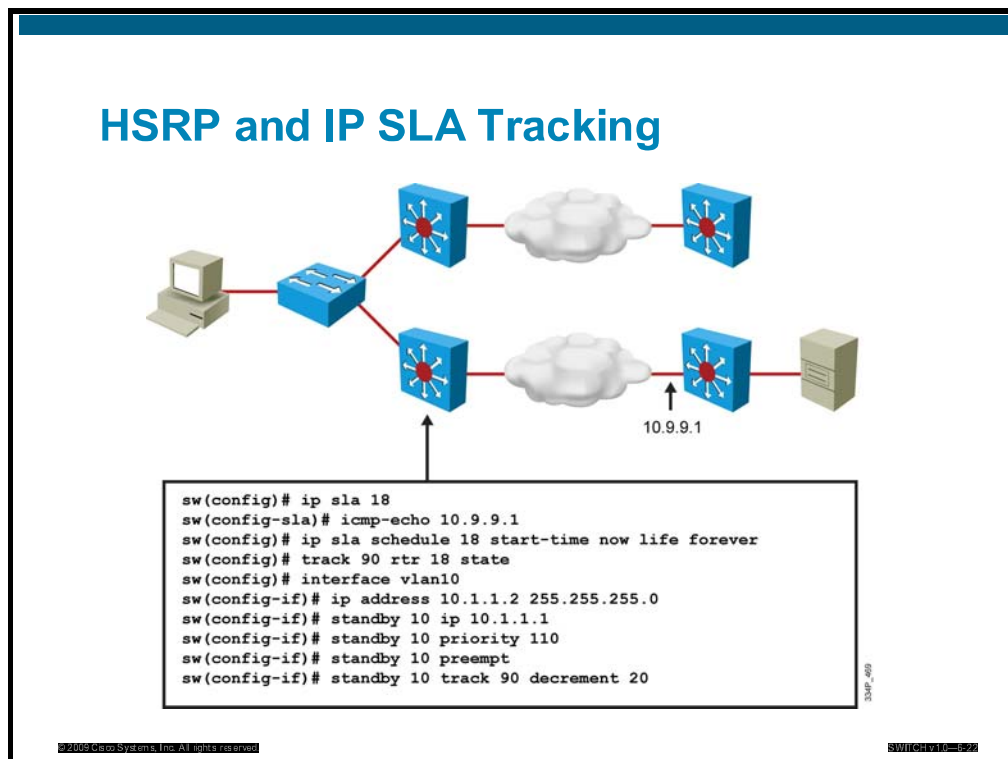 HSRP and IP SLA Tracking
10.9.9.1
sw(config)# ip sla 18
sw(config-sla)# icmp-echo 10.9.9.1
sw(config)# ip sla schedule 18 start-time now life forever
sw(config)# track 90 rtr 18 state
sw(config)# interface vlan10
sw(config-if)# ip address 10.1.1.2 255.255.255.0
sw(config-if)# standby 10 ip 10.1.1.1
sw(config-if)# standby 10 priority 110
sw(config-if)# standby 10 preempt
sw(config-if)# standby 10 track 90 decrement 20
334P_469
© 2009 Cisco Systems, Inc. All rights reserved.
SWITCH v1.0—6-22